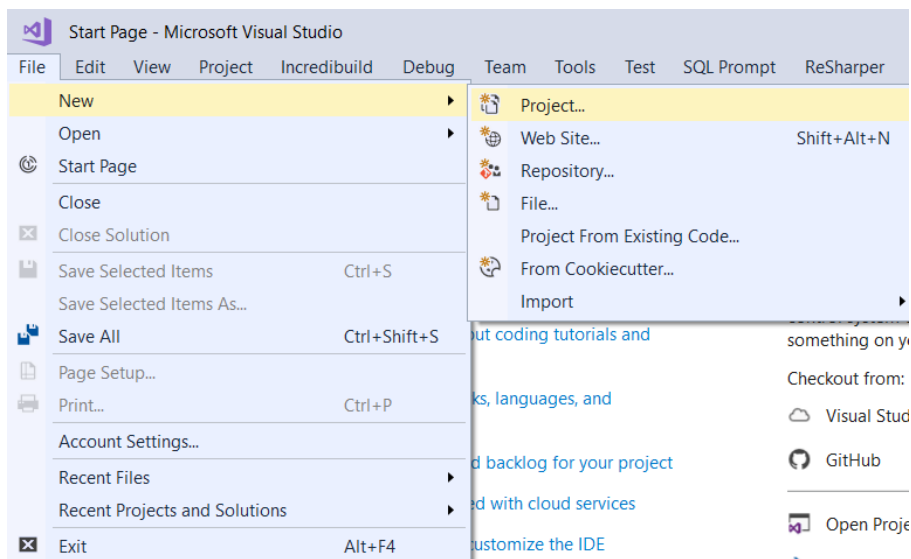 Start Page - Microsoft Visual Studio
File Edit View Project Incredibuild Debug Team Tools Test SQL Prompt ReSharper
New
Open
Start Page
Close
Close Solution
Save Selected Items Ctrl+S
Save Selected Items As...
Save All Ctrl+Shift+S
Page Setup...
Print... Ctrl+P
Account Settings...
Recent Files
Recent Projects and Solutions
Exit Alt+F4
Project...
Web Site... Shift+Alt+N
Repository...
File...
Project From Existing Code...
From Cookiecutter...
Import
coding tutorials and
languages, and
backlog for your project
with cloud services
customize the IDE
something on
Checkout from:
Visual Stud
GitHub
Open Proje